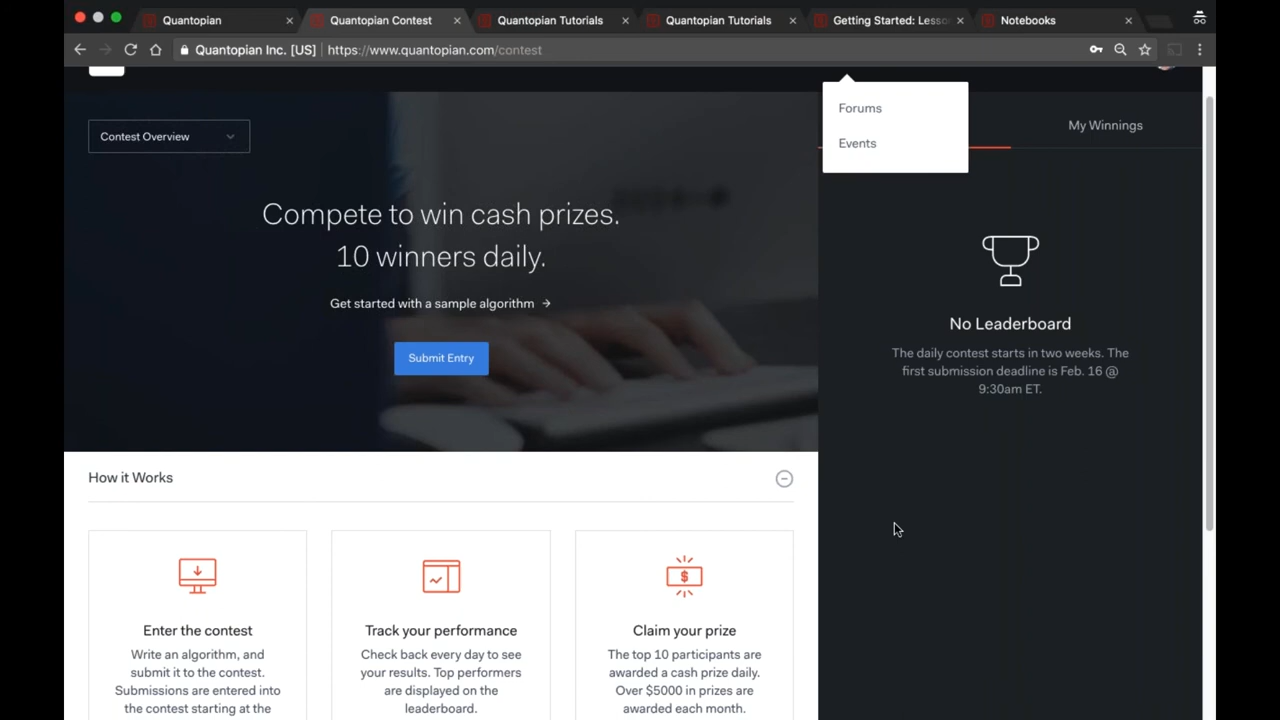 Quantopian
Quantopian Contest
Quantopian Tutorials
Quantopian Tutorials
Getting Started: Lesso
Notebooks
Quantopian Inc. [US]
https://www.quantopian.com/contest
Forums
Events
My Winnings
Contest Overview
Compete to win cash prizes.
10 winners daily.
Get started with a sample algorithm →
Submit Entry
No Leaderboard
The daily contest starts in two weeks. The
first submission deadline is Feb. 16 @
9:30am ET.
How it Works
Enter the contest
Write an algorithm, and
submit it to the contest.
Submissions are entered into
the contest starting at the
Track your performance
Check back every day to see
your results. Top performers
are displayed on the
leaderboard.
$
Claim your prize
The top 10 participants are
awarded a cash prize daily.
Over $5000 in prizes are
awarded each month.